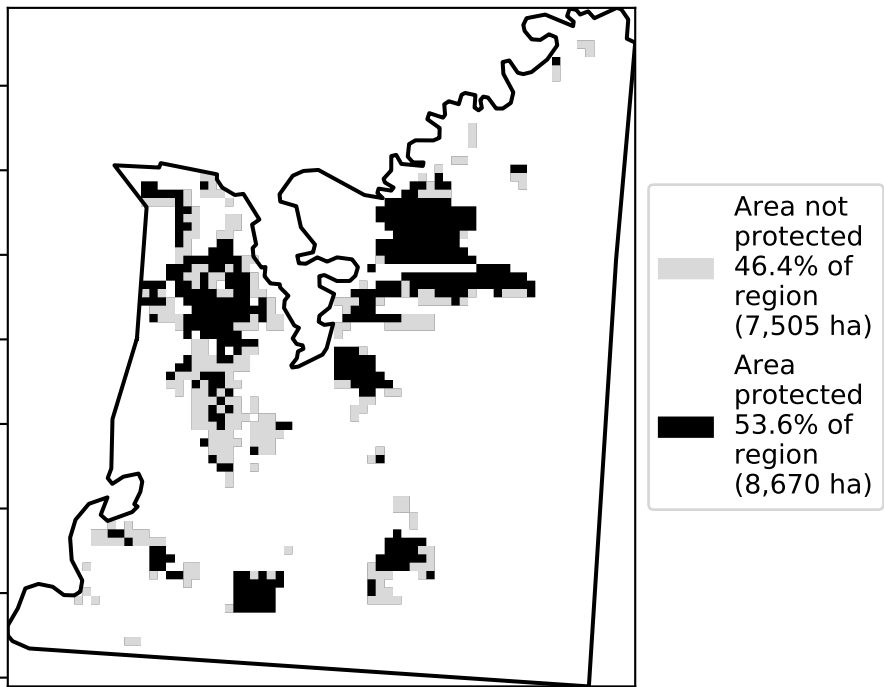 Area not
protected
46.4% of
region
(7,505 ha)
Area
protected
53.6% of
region
(8,670 ha)